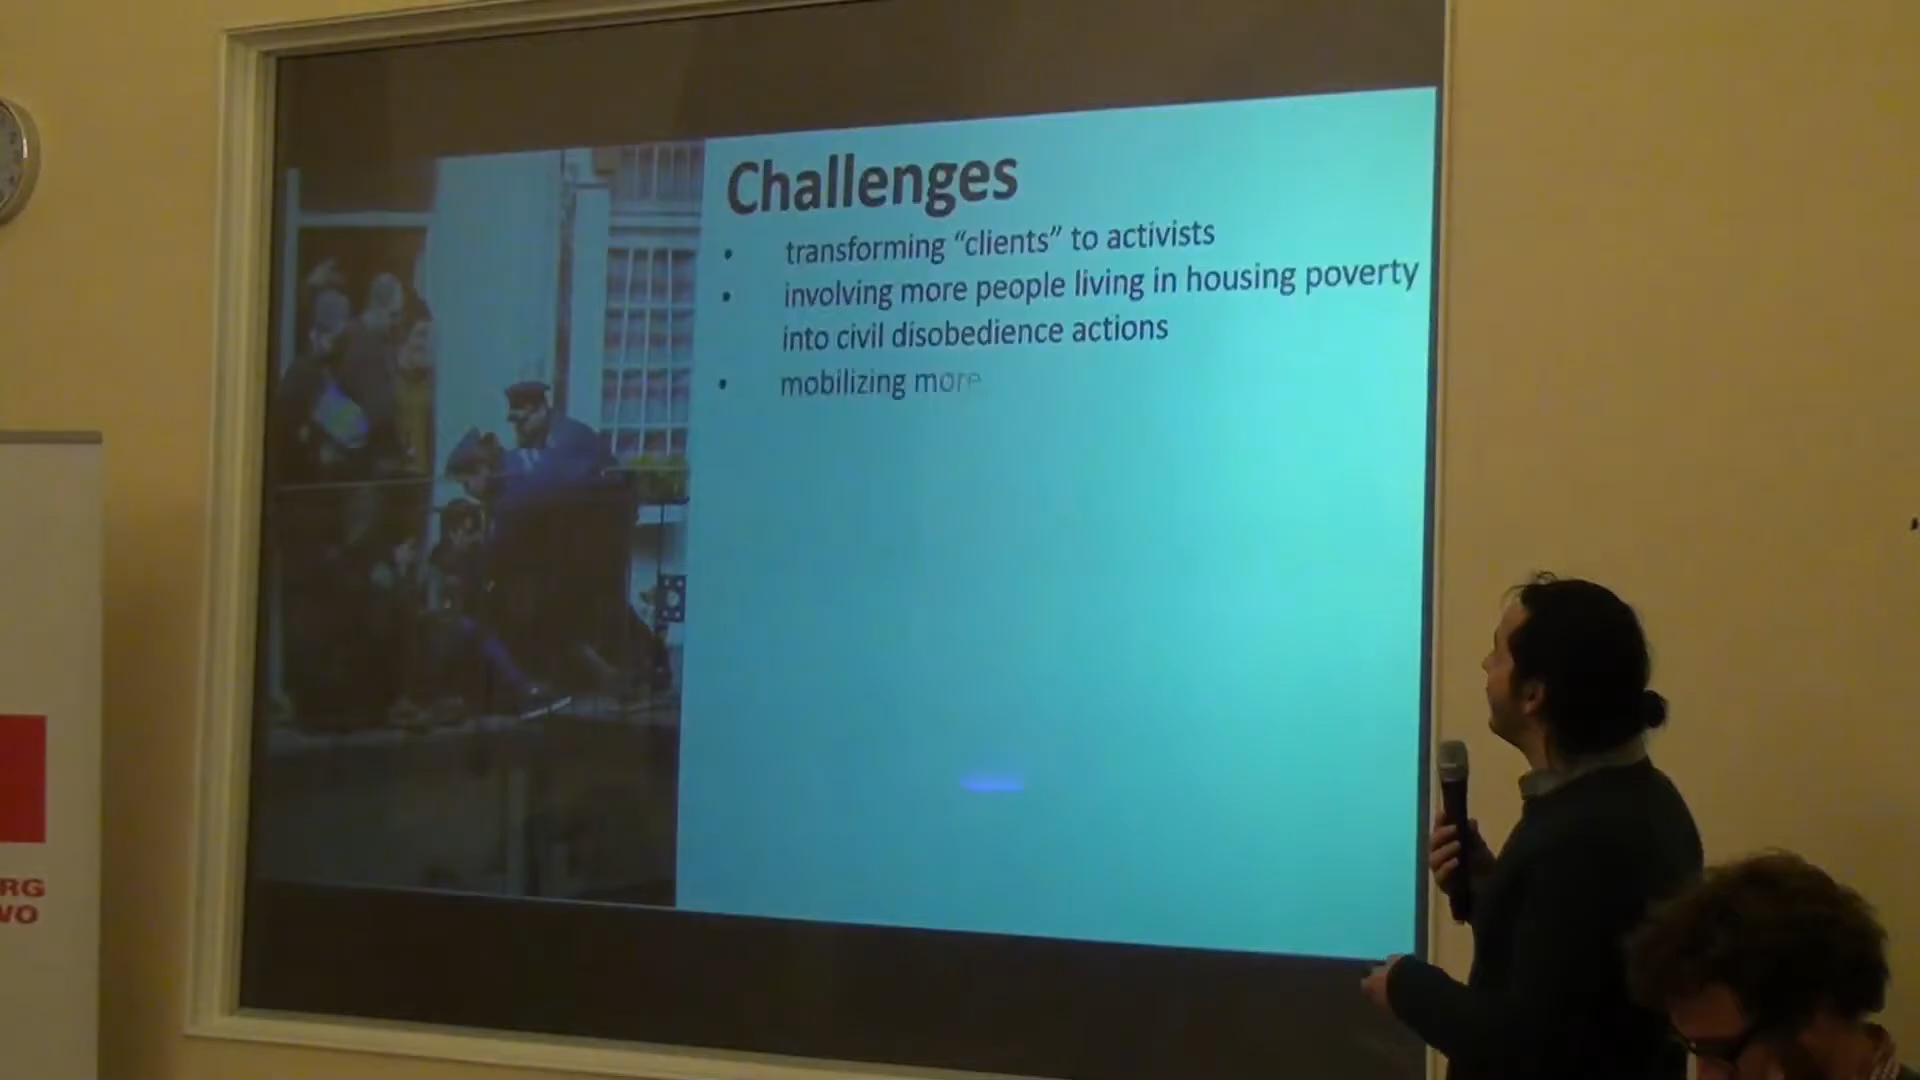 Challenges
• transforming “clients” to activists
• involving more people living in housing poverty
into civil disobedience actions
• mobilizing more
RG